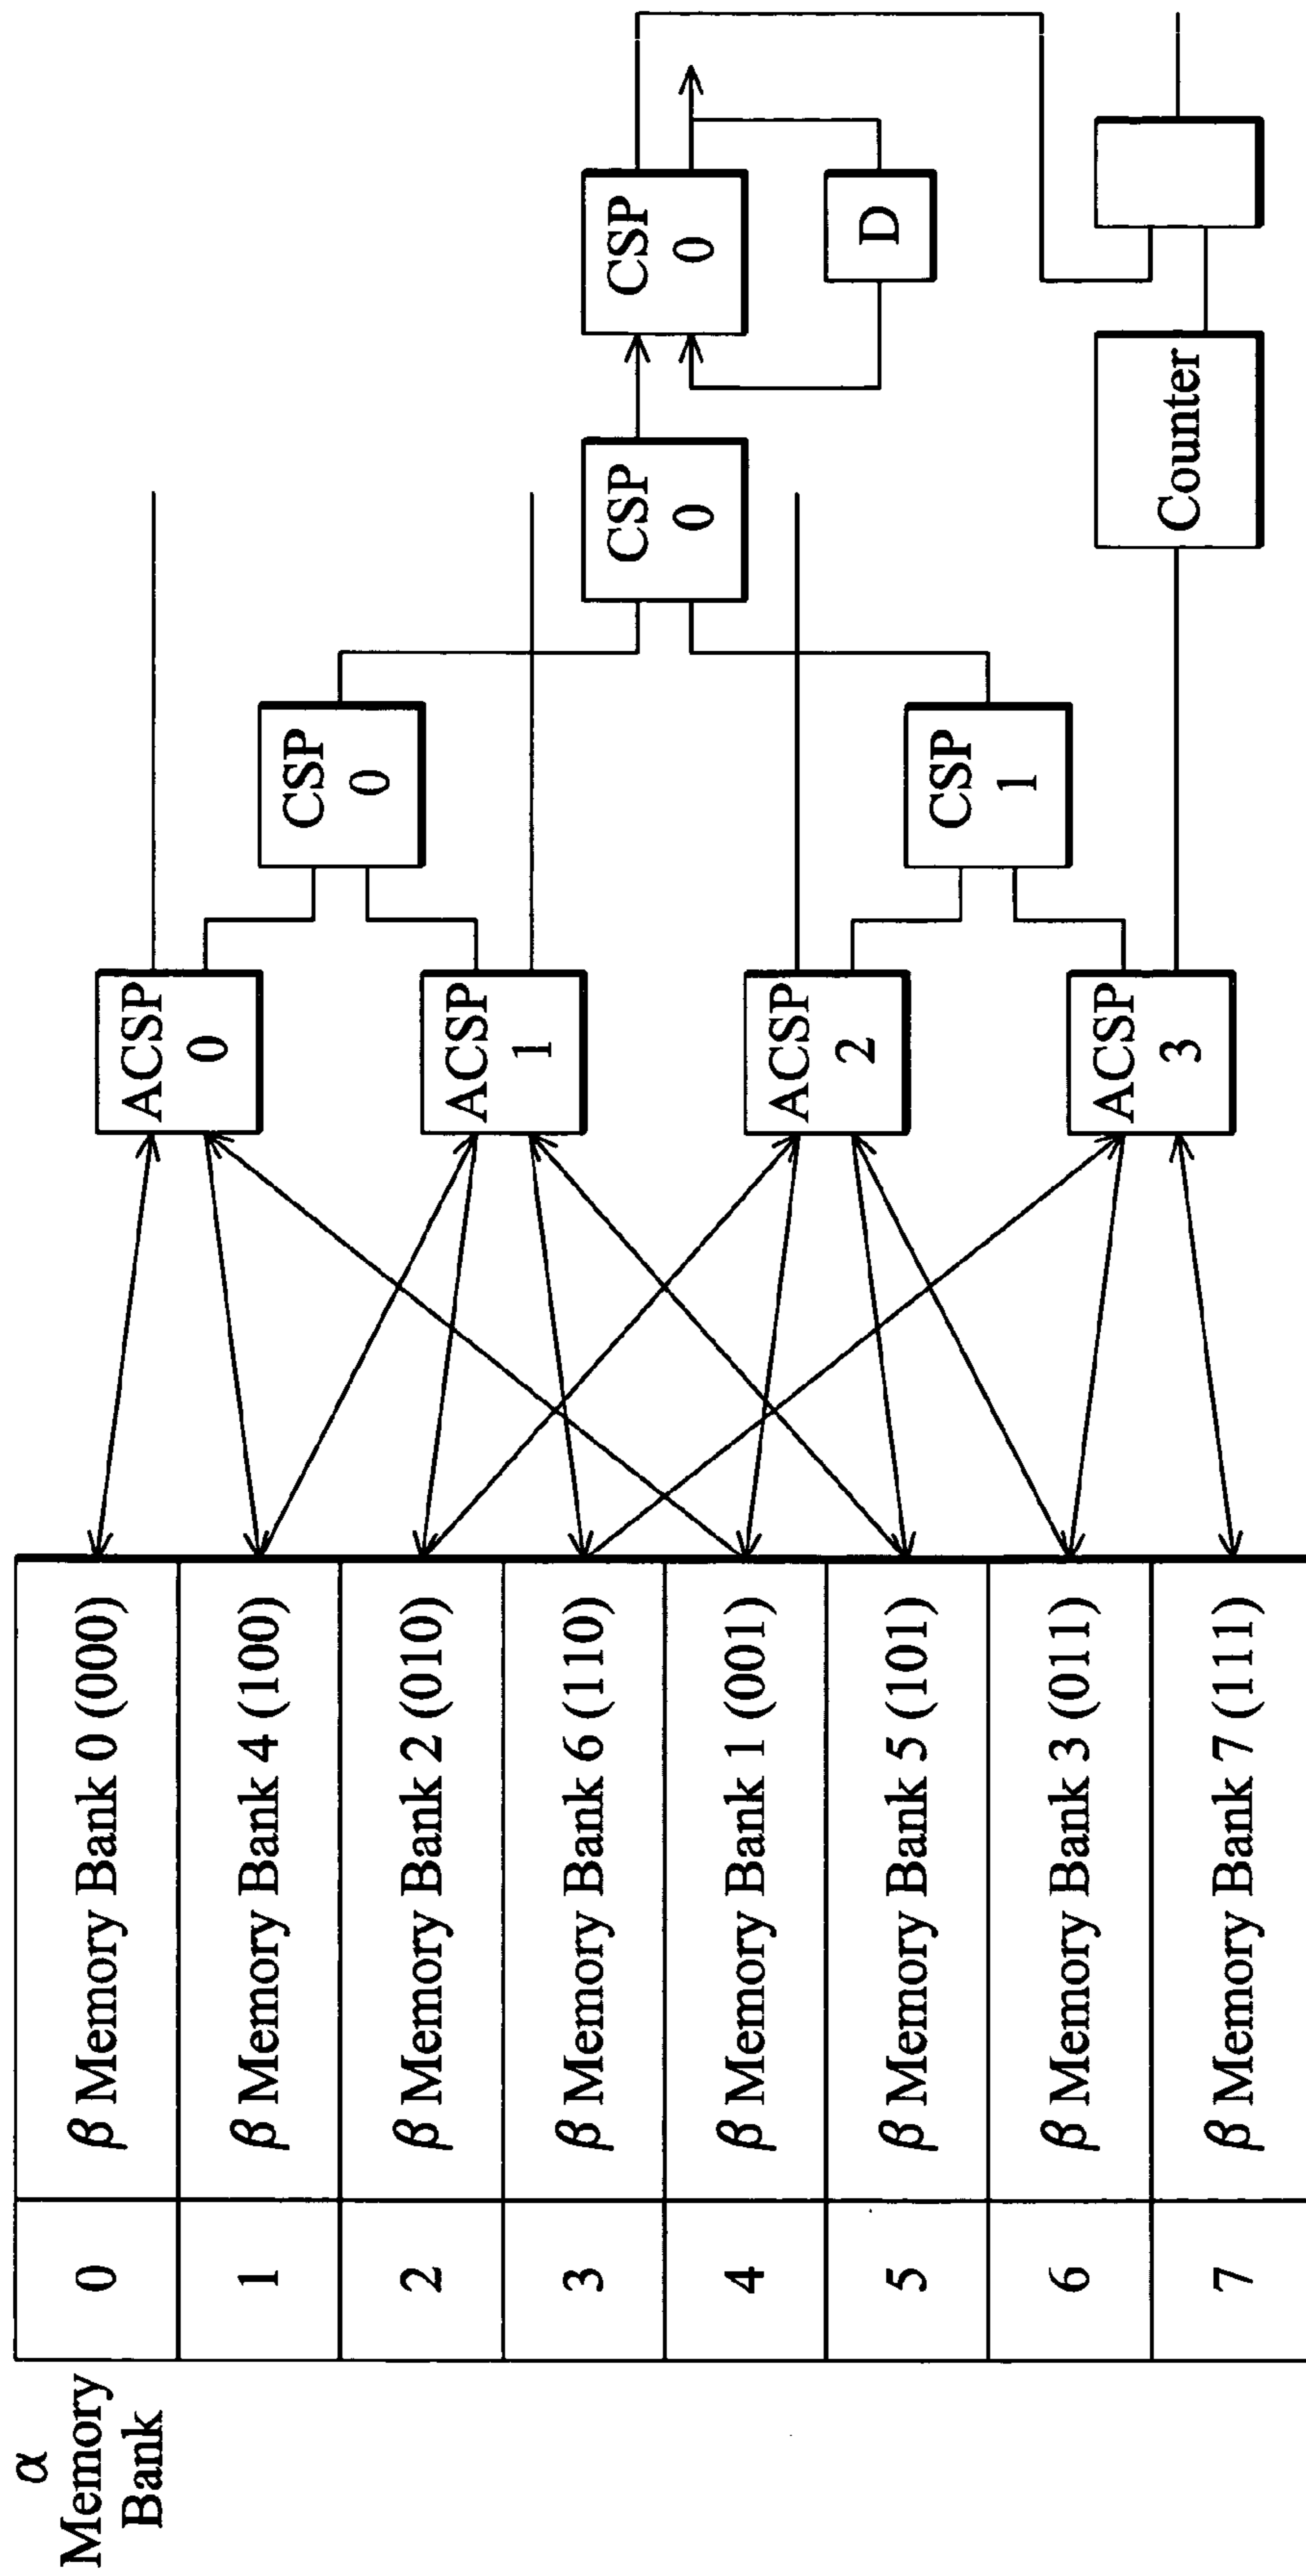 α
Memory
Bank
0
β Memory Bank 0 (000)
1
β Memory Bank 4 (100)
2
β Memory Bank 2 (010)
3
β Memory Bank 6 (110)
4
β Memory Bank 1 (001)
5
β Memory Bank 5 (101)
6
β Memory Bank 3 (011)
7
β Memory Bank 7 (111)
ACSP
0
ACSP
1
ACSP
2
ACSP
3
CSP
0
CSP
1
CSP
0
CSP
0
D
Counter